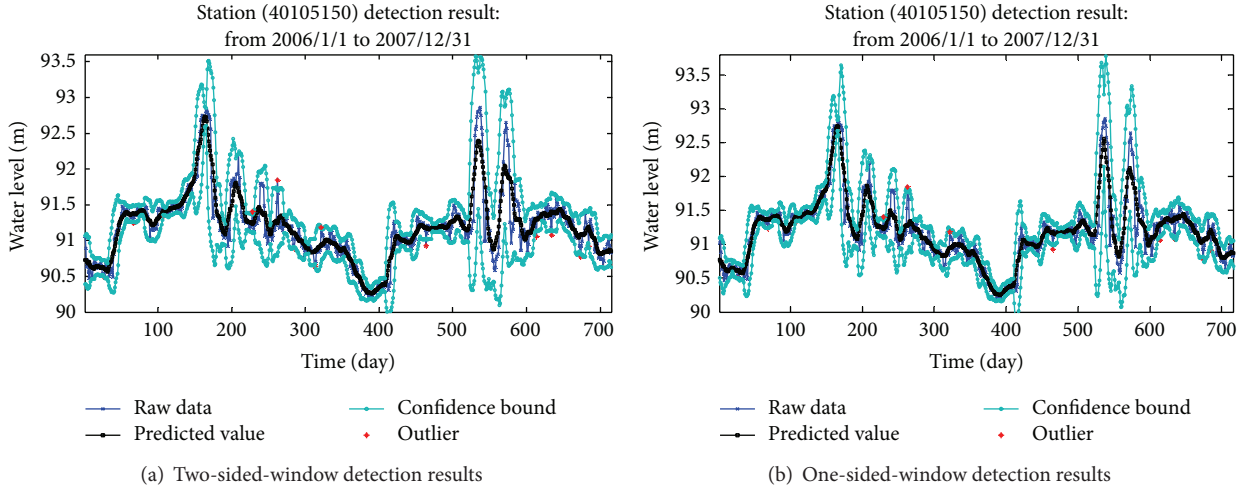 Station (40105150) detection result:
from 2006/1/1 to 2007/12/31
93.5
93
92.5
92
91.5
91
90.5
90
Water level (m)
100 200 300 400 500 600 700
Time (day)
Raw data
Predicted value
Confidence bound
Outlier
(a) Two-sided-window detection results
Station (40105150) detection result:
from 2006/1/1 to 2007/12/31
93.5
93
92.5
92
91.5
91
90.5
90
Water level (m)
100 200 300 400 500 600 700
Time (day)
Raw data
Predicted value
Confidence bound
Outlier
(b) One-sided-window detection results